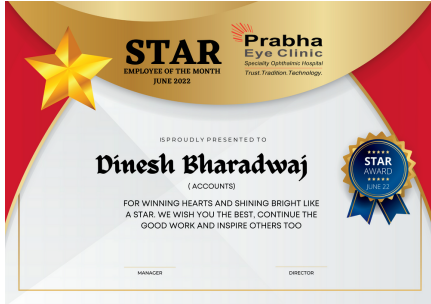 STAR
EMPLOYEE OF THE MONTH
JUNE 2022
Prabha
Eye Clinic
Specialty Ophthalmic Hospital
Trust.Tradition.Technology.
ISPROUDLY PRESENTED TO
Dinesh Bharadwaj
( ACCOUNTS)
FOR WINNING HEARTS AND SHINING BRIGHT LIKE
A STAR. WE WISH YOU THE BEST, CONTINUE THE
GOOD WORK AND INSPIRE OTHERS TOO
STAR
AWARD
JUNE 22
MANAGER
DIRECTOR